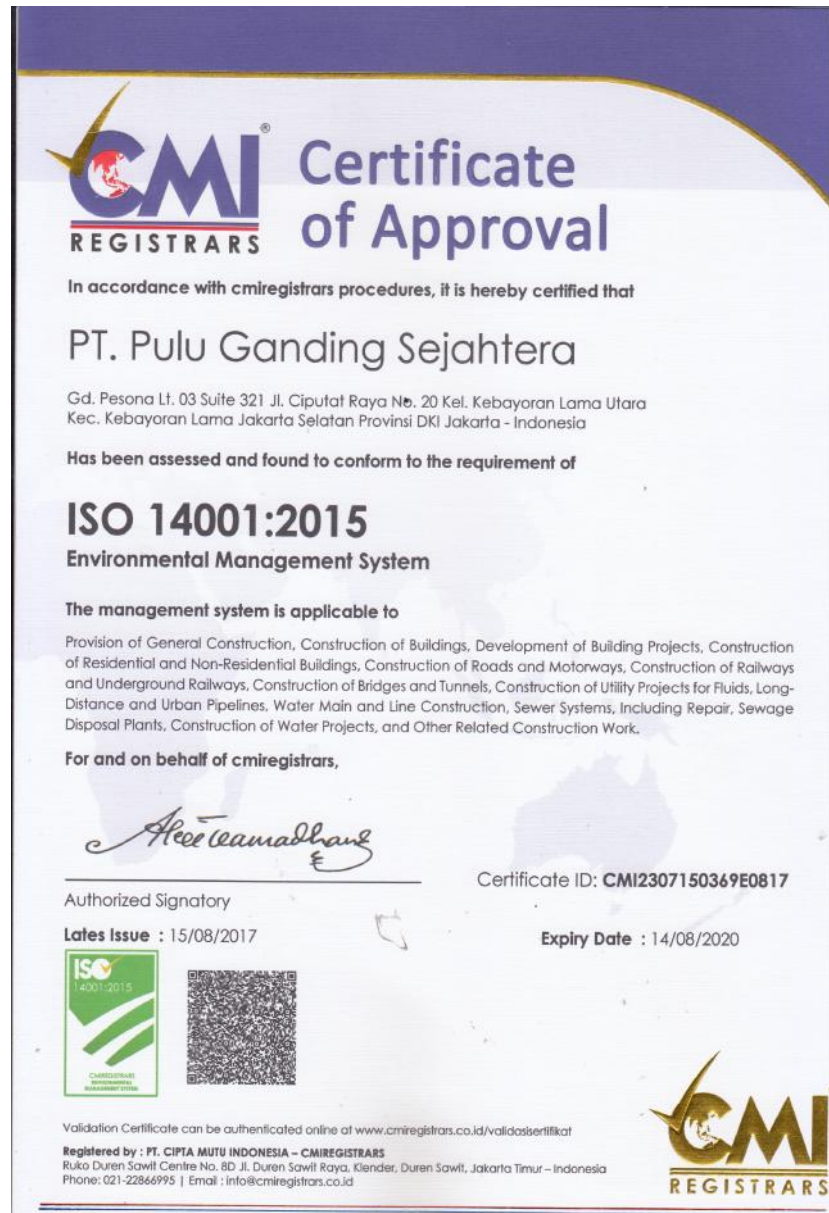 CMI®
REGISTRARS
Certificate
of Approval
In accordance with cmiregistrars procedures, it is hereby certified that
PT. Pulu Ganding Sejahtera
Gd. Pesona Lt. 03 Suite 321 Jl. Ciputat Raya No. 20 Kel. Kebayoran Lama Utara
Kec. Kebayoran Lama Jakarta Selatan Provinsi DKI Jakarta - Indonesia
Has been assessed and found to conform to the requirement of
ISO 14001:2015
Environmental Management System
The management system is applicable to
Provision of General Construction, Construction of Buildings, Development of Building Projects, Construction
of Residential and Non-Residential Buildings, Construction of Roads and Motorways, Construction of Railways
and Underground Railways, Construction of Bridges and Tunnels, Construction of Utility Projects for Fluids, Long-
Distance and Urban Pipelines, Water Main and Line Construction, Sewer Systems, Including Repair, Sewage
Disposal Plants, Construction of Water Projects, and Other Related Construction Work.
For and on behalf of cmiregistrars,
Certificate ID: CMI2307150369E0817
Authorized Signatory
Lates Issue : 15/08/2017
Expiry Date : 14/08/2020
ISO
14001:2015
CMIREGISTRARS
ENVIRONMENTAL
MANAGEMENT SYSTEM
Validation Certificate can be authenticated online at www.cmiregistrars.co.id/validasisertifikat
Registered by : PT. CIPTA MUTU INDONESIA – CMIREGISTRARS
Ruko Duren Sawit Centre No. 8D Jl. Duren Sawit Raya, Klender, Duren Sawit, Jakarta Timur – Indonesia
Phone: 021-22866995 | Email : info@cmiregistrars.co.id
CMI
REGISTRARS